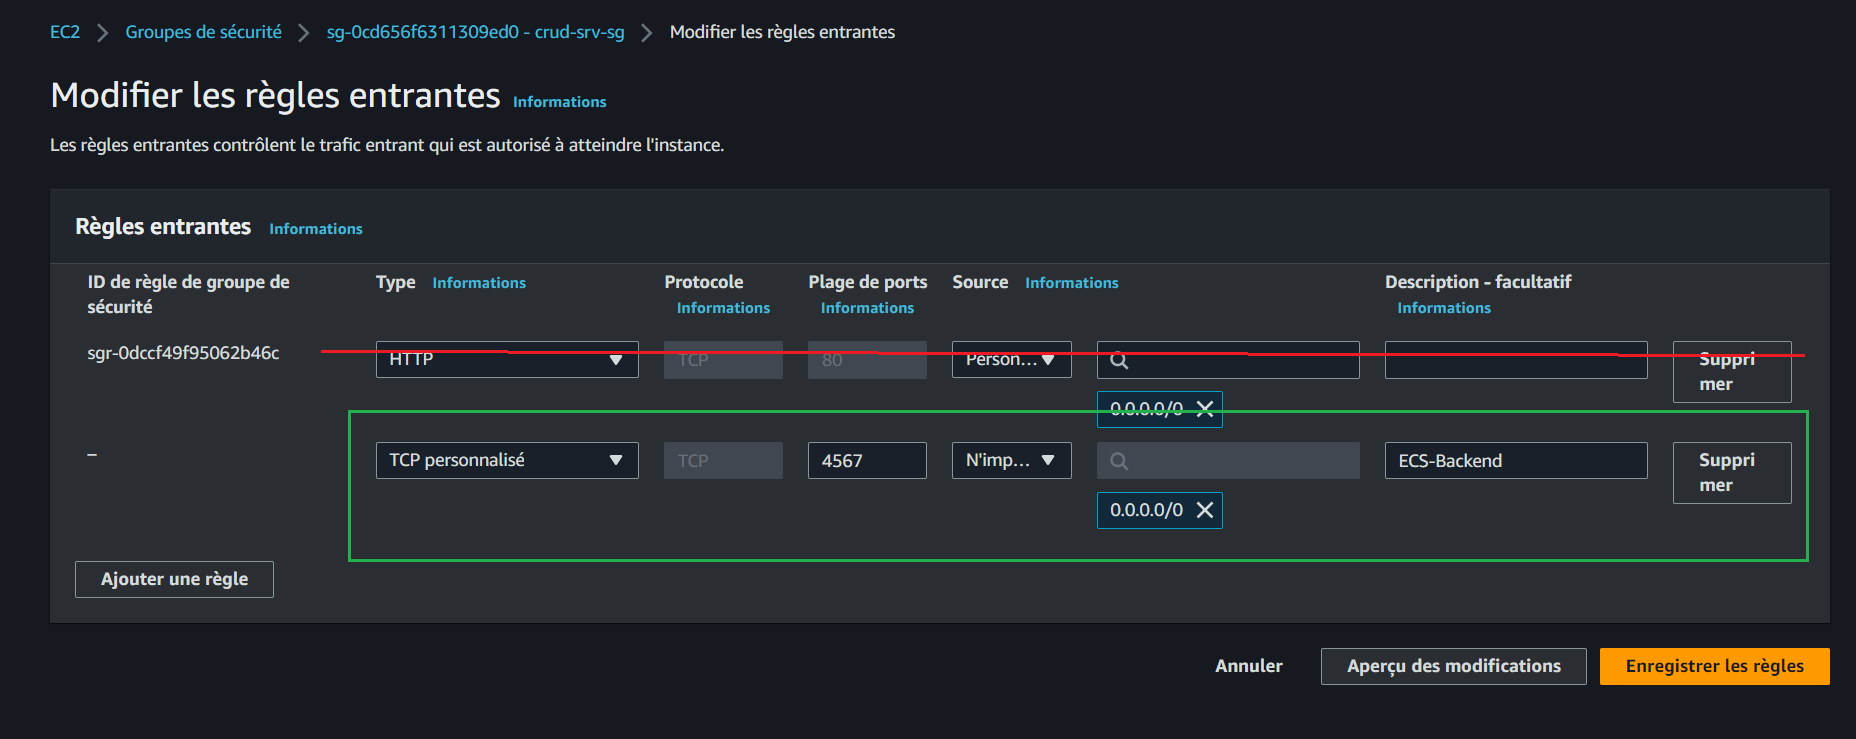 EC2 > Groupes de sécurité > sg-0cd656f6311309ed0 - crud-srv-sg > Modifier les règles entrantes
Modifier les règles entrantes Informations
Les règles entrantes contrôlent le trafic entrant qui est autorisé à atteindre l'instance.
Règles entrantes Informations
ID de règle de groupe de sécurité
Type Informations
Protocole Informations
Plage de ports Informations
Source Informations
Description - facultatif Informations
sgr-0dccf49f95062b46c
HTTP
TCP
80
Person...
0.0.0.0/0
Suppri
mer
–
TCP personnalisé
TCP
4567
N'imp...
0.0.0.0/0
ECS-Backend
Suppri
mer
Ajouter une règle
Annuler
Aperçu des modifications
Enregistrer les règles